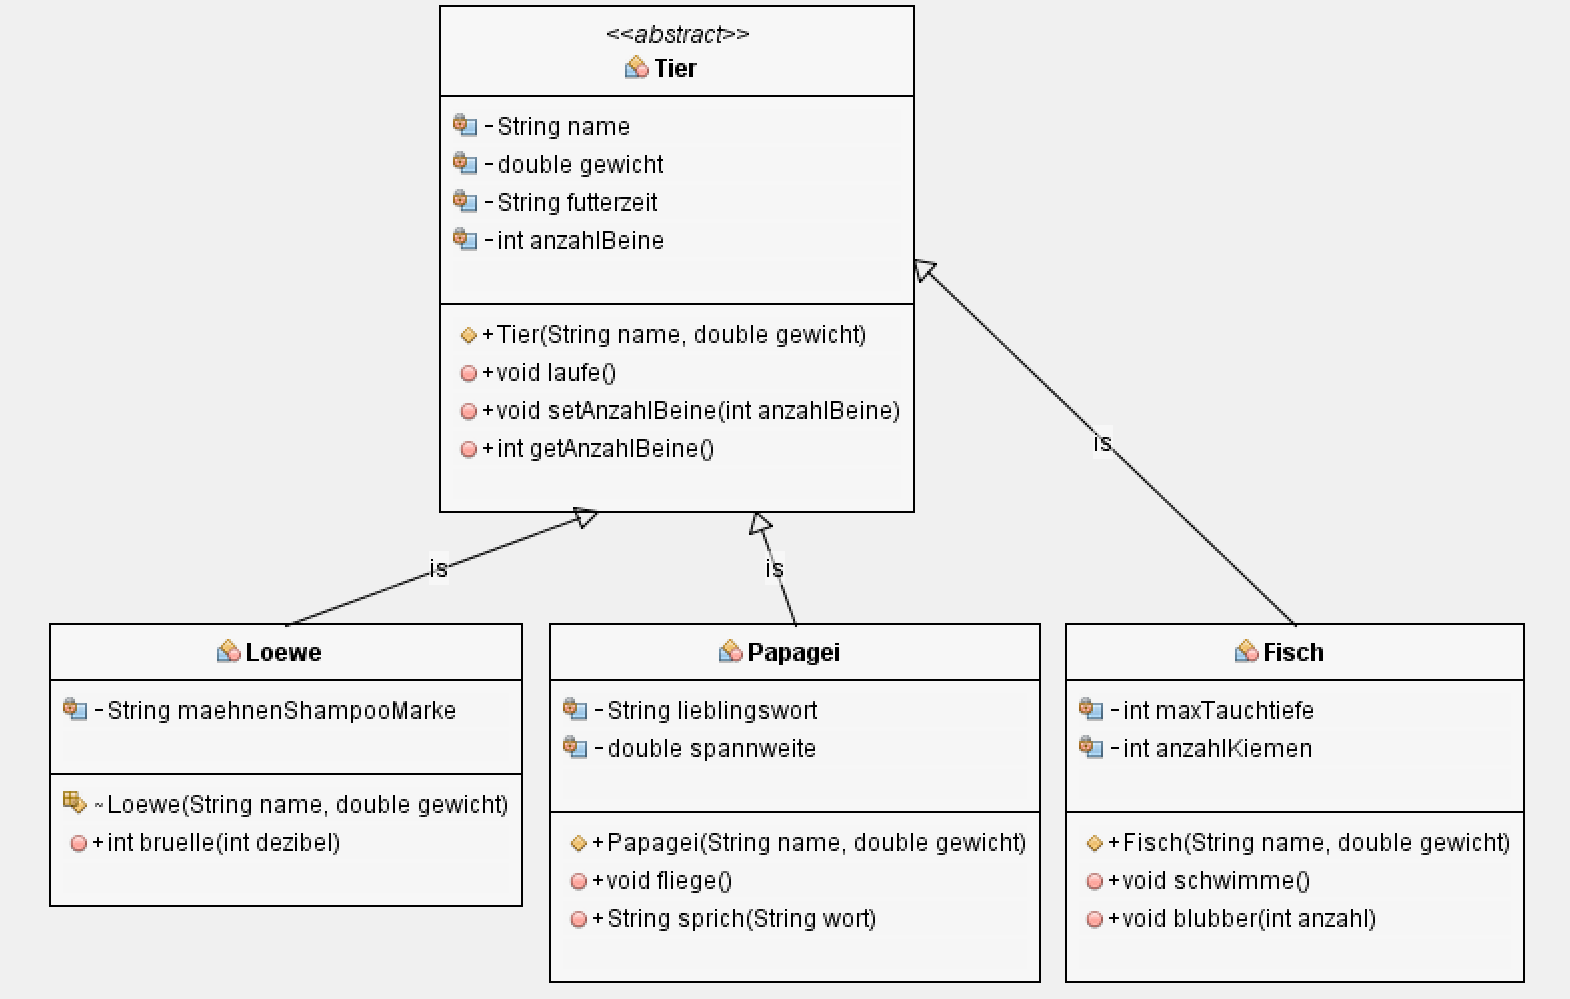 <<abstract>>
Tier
- String name
- double gewicht
- String futterzeit
- int anzahlBeine
+ Tier(String name, double gewicht)
+ void laufe()
+ void setAnzahlBeine(int anzahlBeine)
+ int getAnzahlBeine()
is
is
is
Loewe
- String maehnenShampooMarke
~ Loewe(String name, double gewicht)
+ int bruelle(int dezibel)
Papagei
- String lieblingswort
- double spannweite
+ Papagei(String name, double gewicht)
+ void fliege()
+ String sprich(String wort)
Fisch
- int maxTauchtiefe
- int anzahlKiemen
+ Fisch(String name, double gewicht)
+ void schwimme()
+ void blubber(int anzahl)